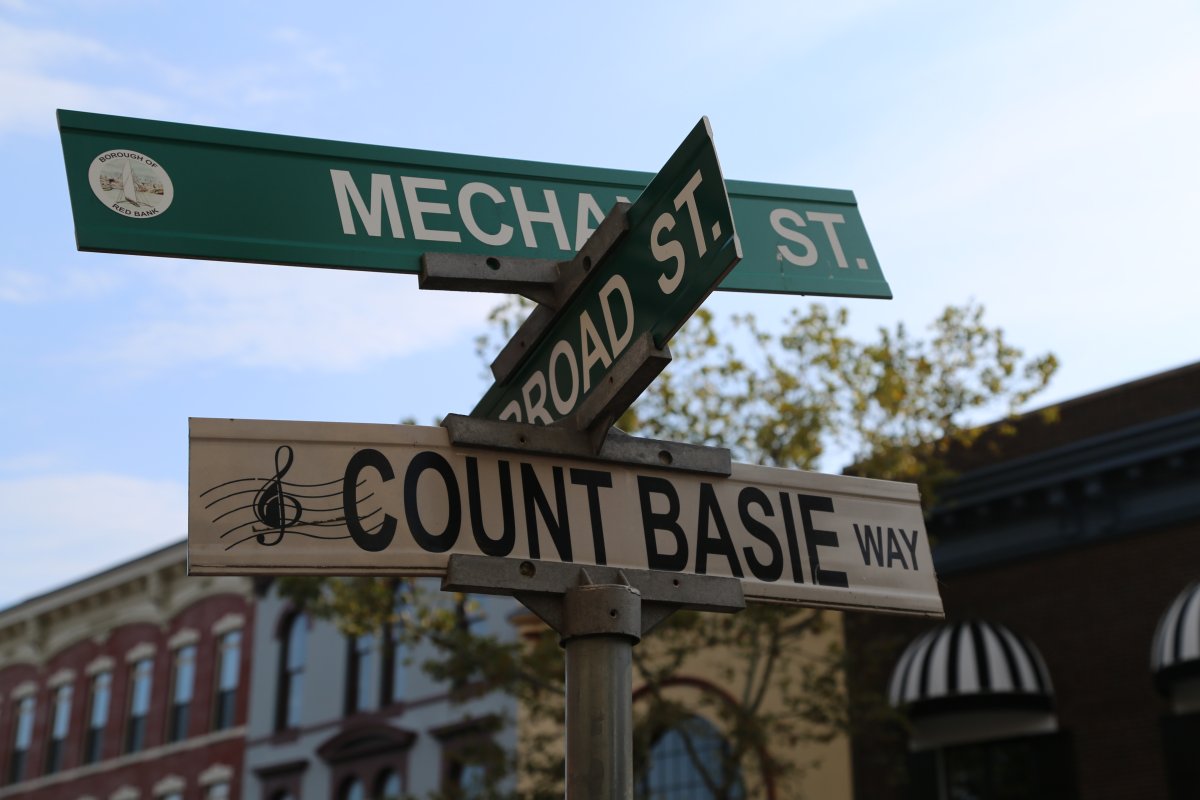 BOROUGH OF
RED BANK
MECHA ST.
BROAD ST.
COUNT BASIE WAY